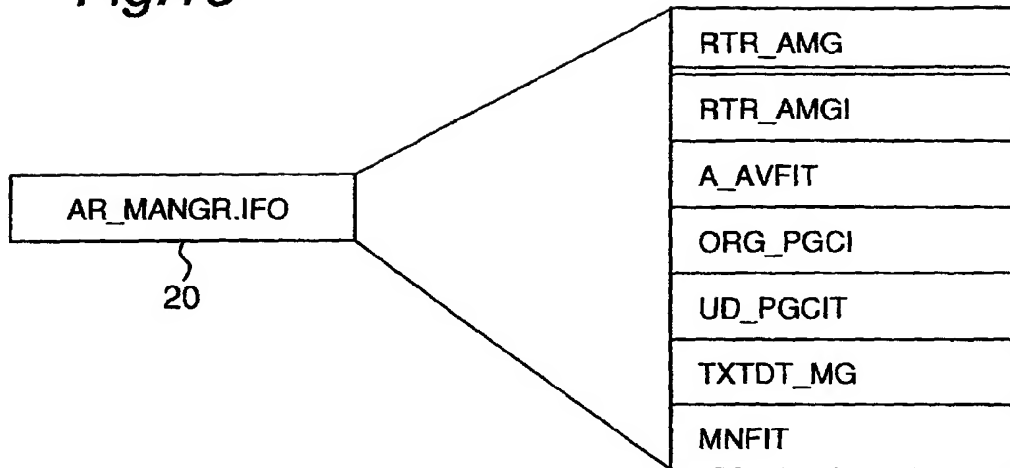 RTR_AMG
RTR_AMGI
A_AVFIT
AR_MANGR.IFO
ORG_PGCI
20
UD_PGCIT
TXTDT_MG
MNFIT